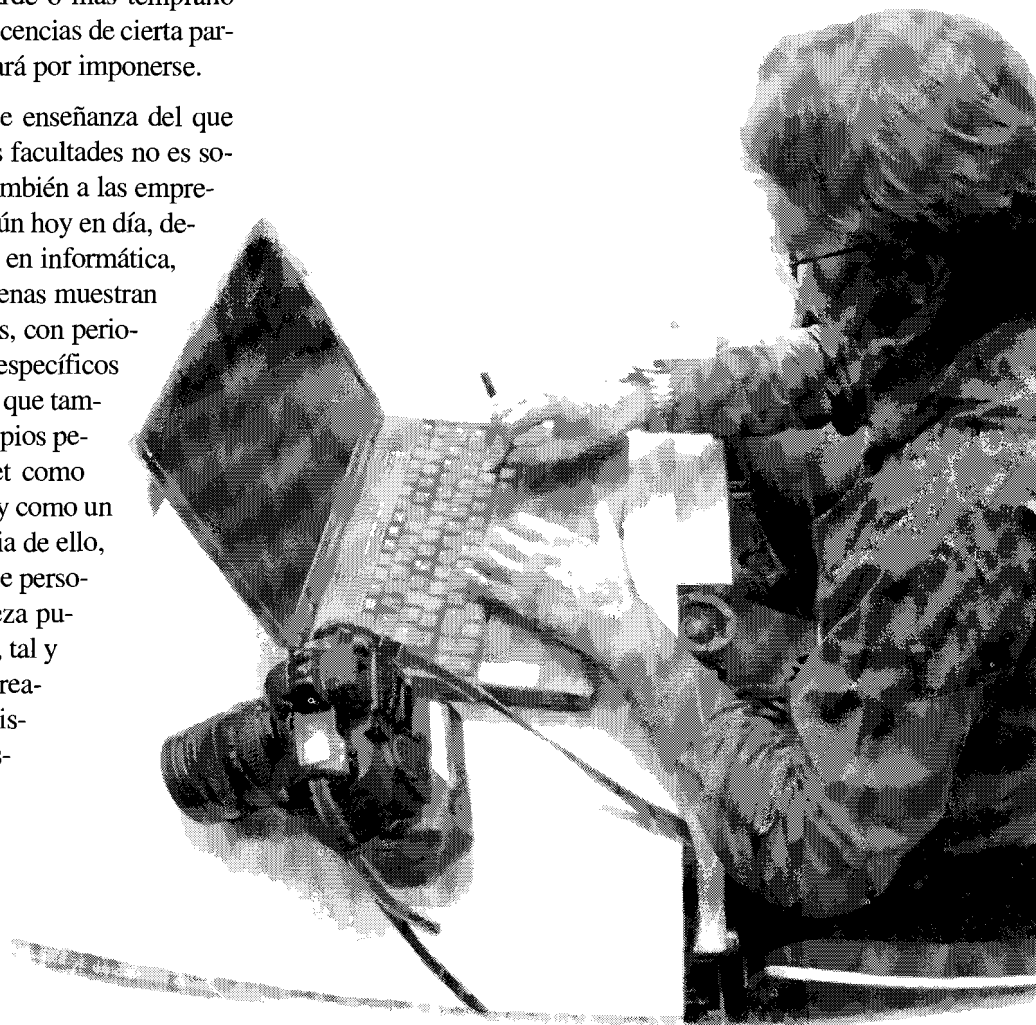 rde o más temprano
cencias de cierta par-
ará por imponerse.
e enseñanza del que
s facultades no es so-
mbién a las empre-
ún hoy en día, de-
en informática,
enas muestran
s, con perio-
específicos
que tam-
pios pe-
et como
y como un
ia de ello,
e perso-
eza pu-
, tal y
rea-
is-
s-